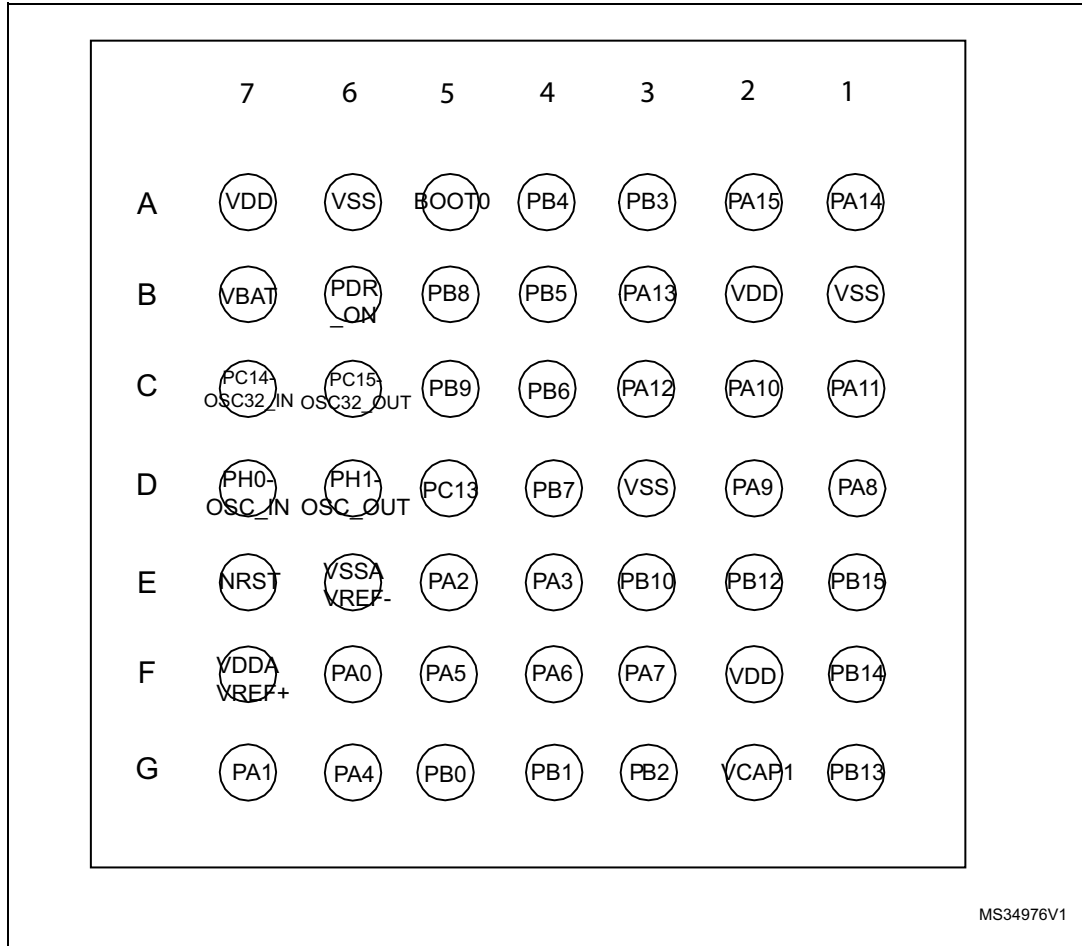 7 6 5 4 3 2 1
A VDD VSS BOOT0 PB4 PB3 PA15 PA14
B VBAT PDR _ON PB8 PB5 PA13 VDD VSS
C PC14- OSC32_IN PC15- OSC32_OUT PB9 PB6 PA12 PA10 PA11
D PH0- OSC_IN PH1- OSC_OUT PC13 PB7 VSS PA9 PA8
E NRST VSSA VREF- PA2 PA3 PB10 PB12 PB15
F VDDA VREF+ PA0 PA5 PA6 PA7 VDD PB14
G PA1 PA4 PB0 PB1 PB2 VCAP1 PB13
MS34976V1